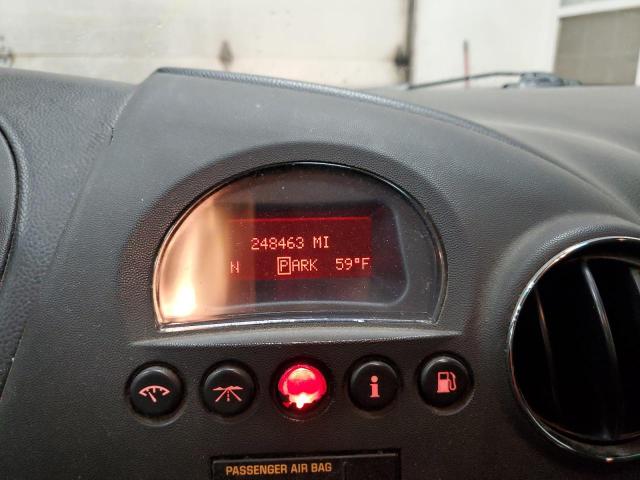 248463 MI
N PARK 59°F
i
PASSENGER AIR BAG